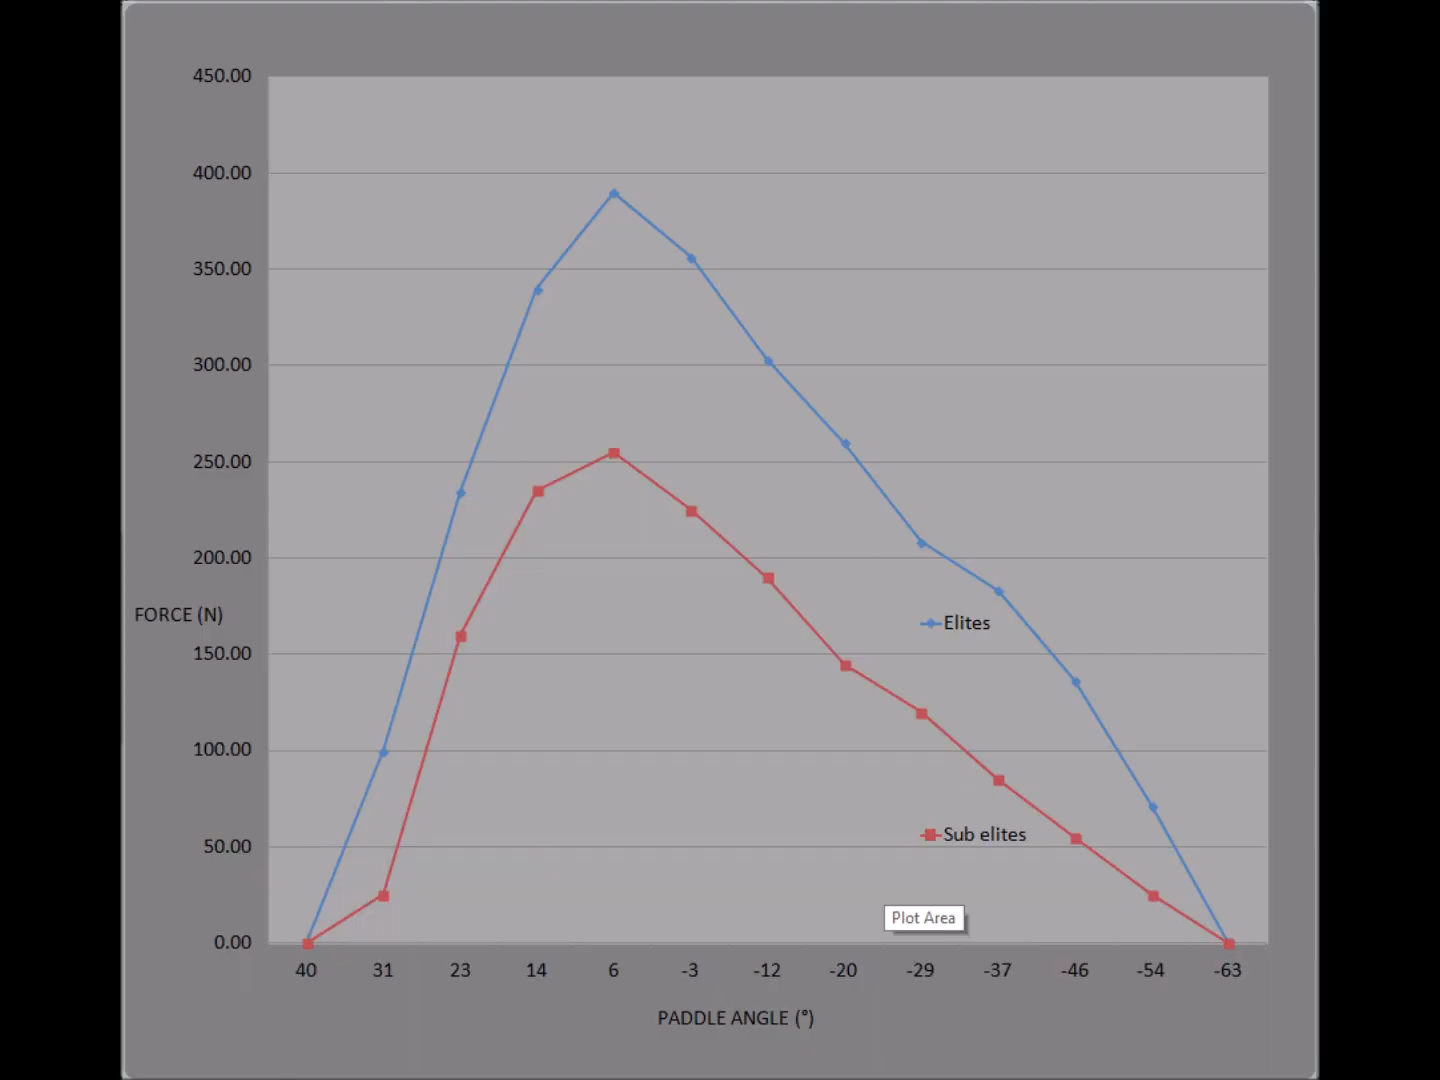 450.00
400.00
350.00
300.00
250.00
200.00
FORCE (N)
Elites
150.00
100.00
Sub elites
50.00
Plot Area
0.00
40 31 23 14 6 -3 -12 -20 -29 -37 -46 -54 -63
PADDLE ANGLE (°)